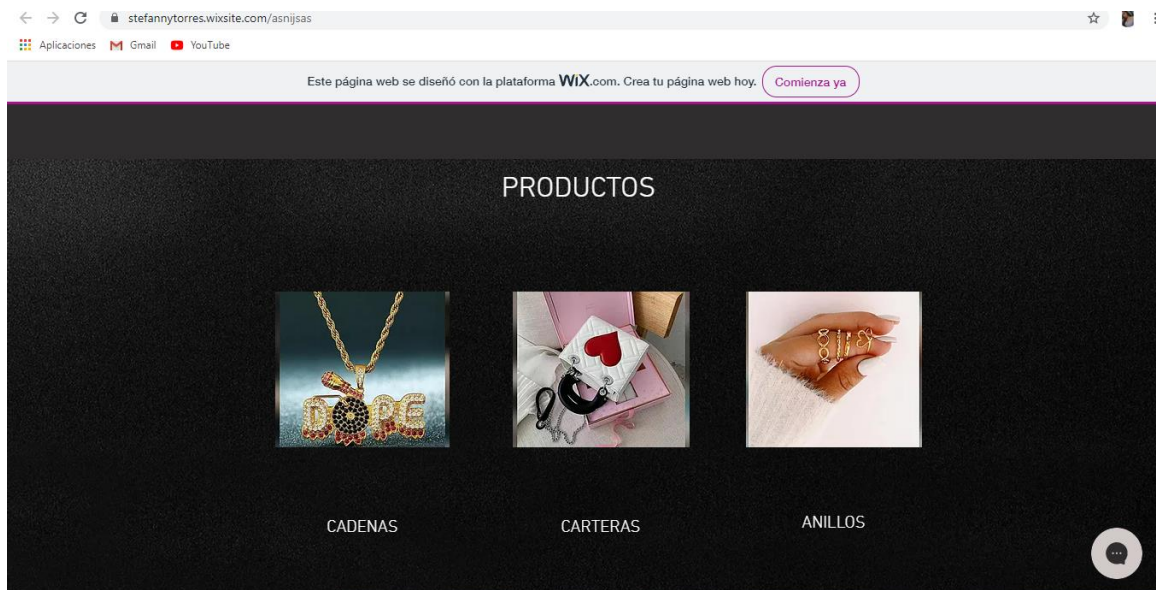 stefannytorres.wixsite.com/asnijsas
Aplicaciones Gmail YouTube
Este página web se diseñó con la plataforma WiX.com. Crea tu página web hoy. Comienza ya
PRODUCTOS
DOPE
CADENAS CARTERAS ANILLOS